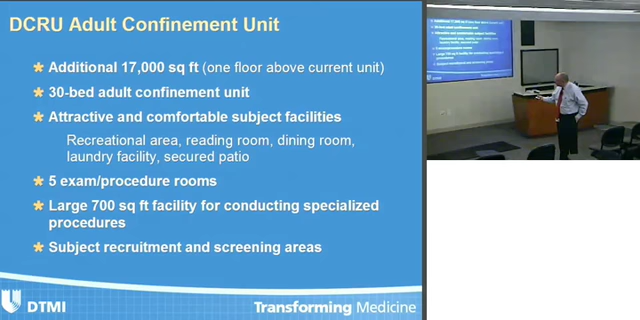 DCRU Adult Confinement Unit
Additional 17,000 sq ft (one floor above current unit)
30-bed adult confinement unit
Attractive and comfortable subject facilities
Recreational area, reading room, dining room,
laundry facility, secured patio
5 exam/procedure rooms
Large 700 sq ft facility for conducting specialized
procedures
Subject recruitment and screening areas
DTMI
Transforming Medicine